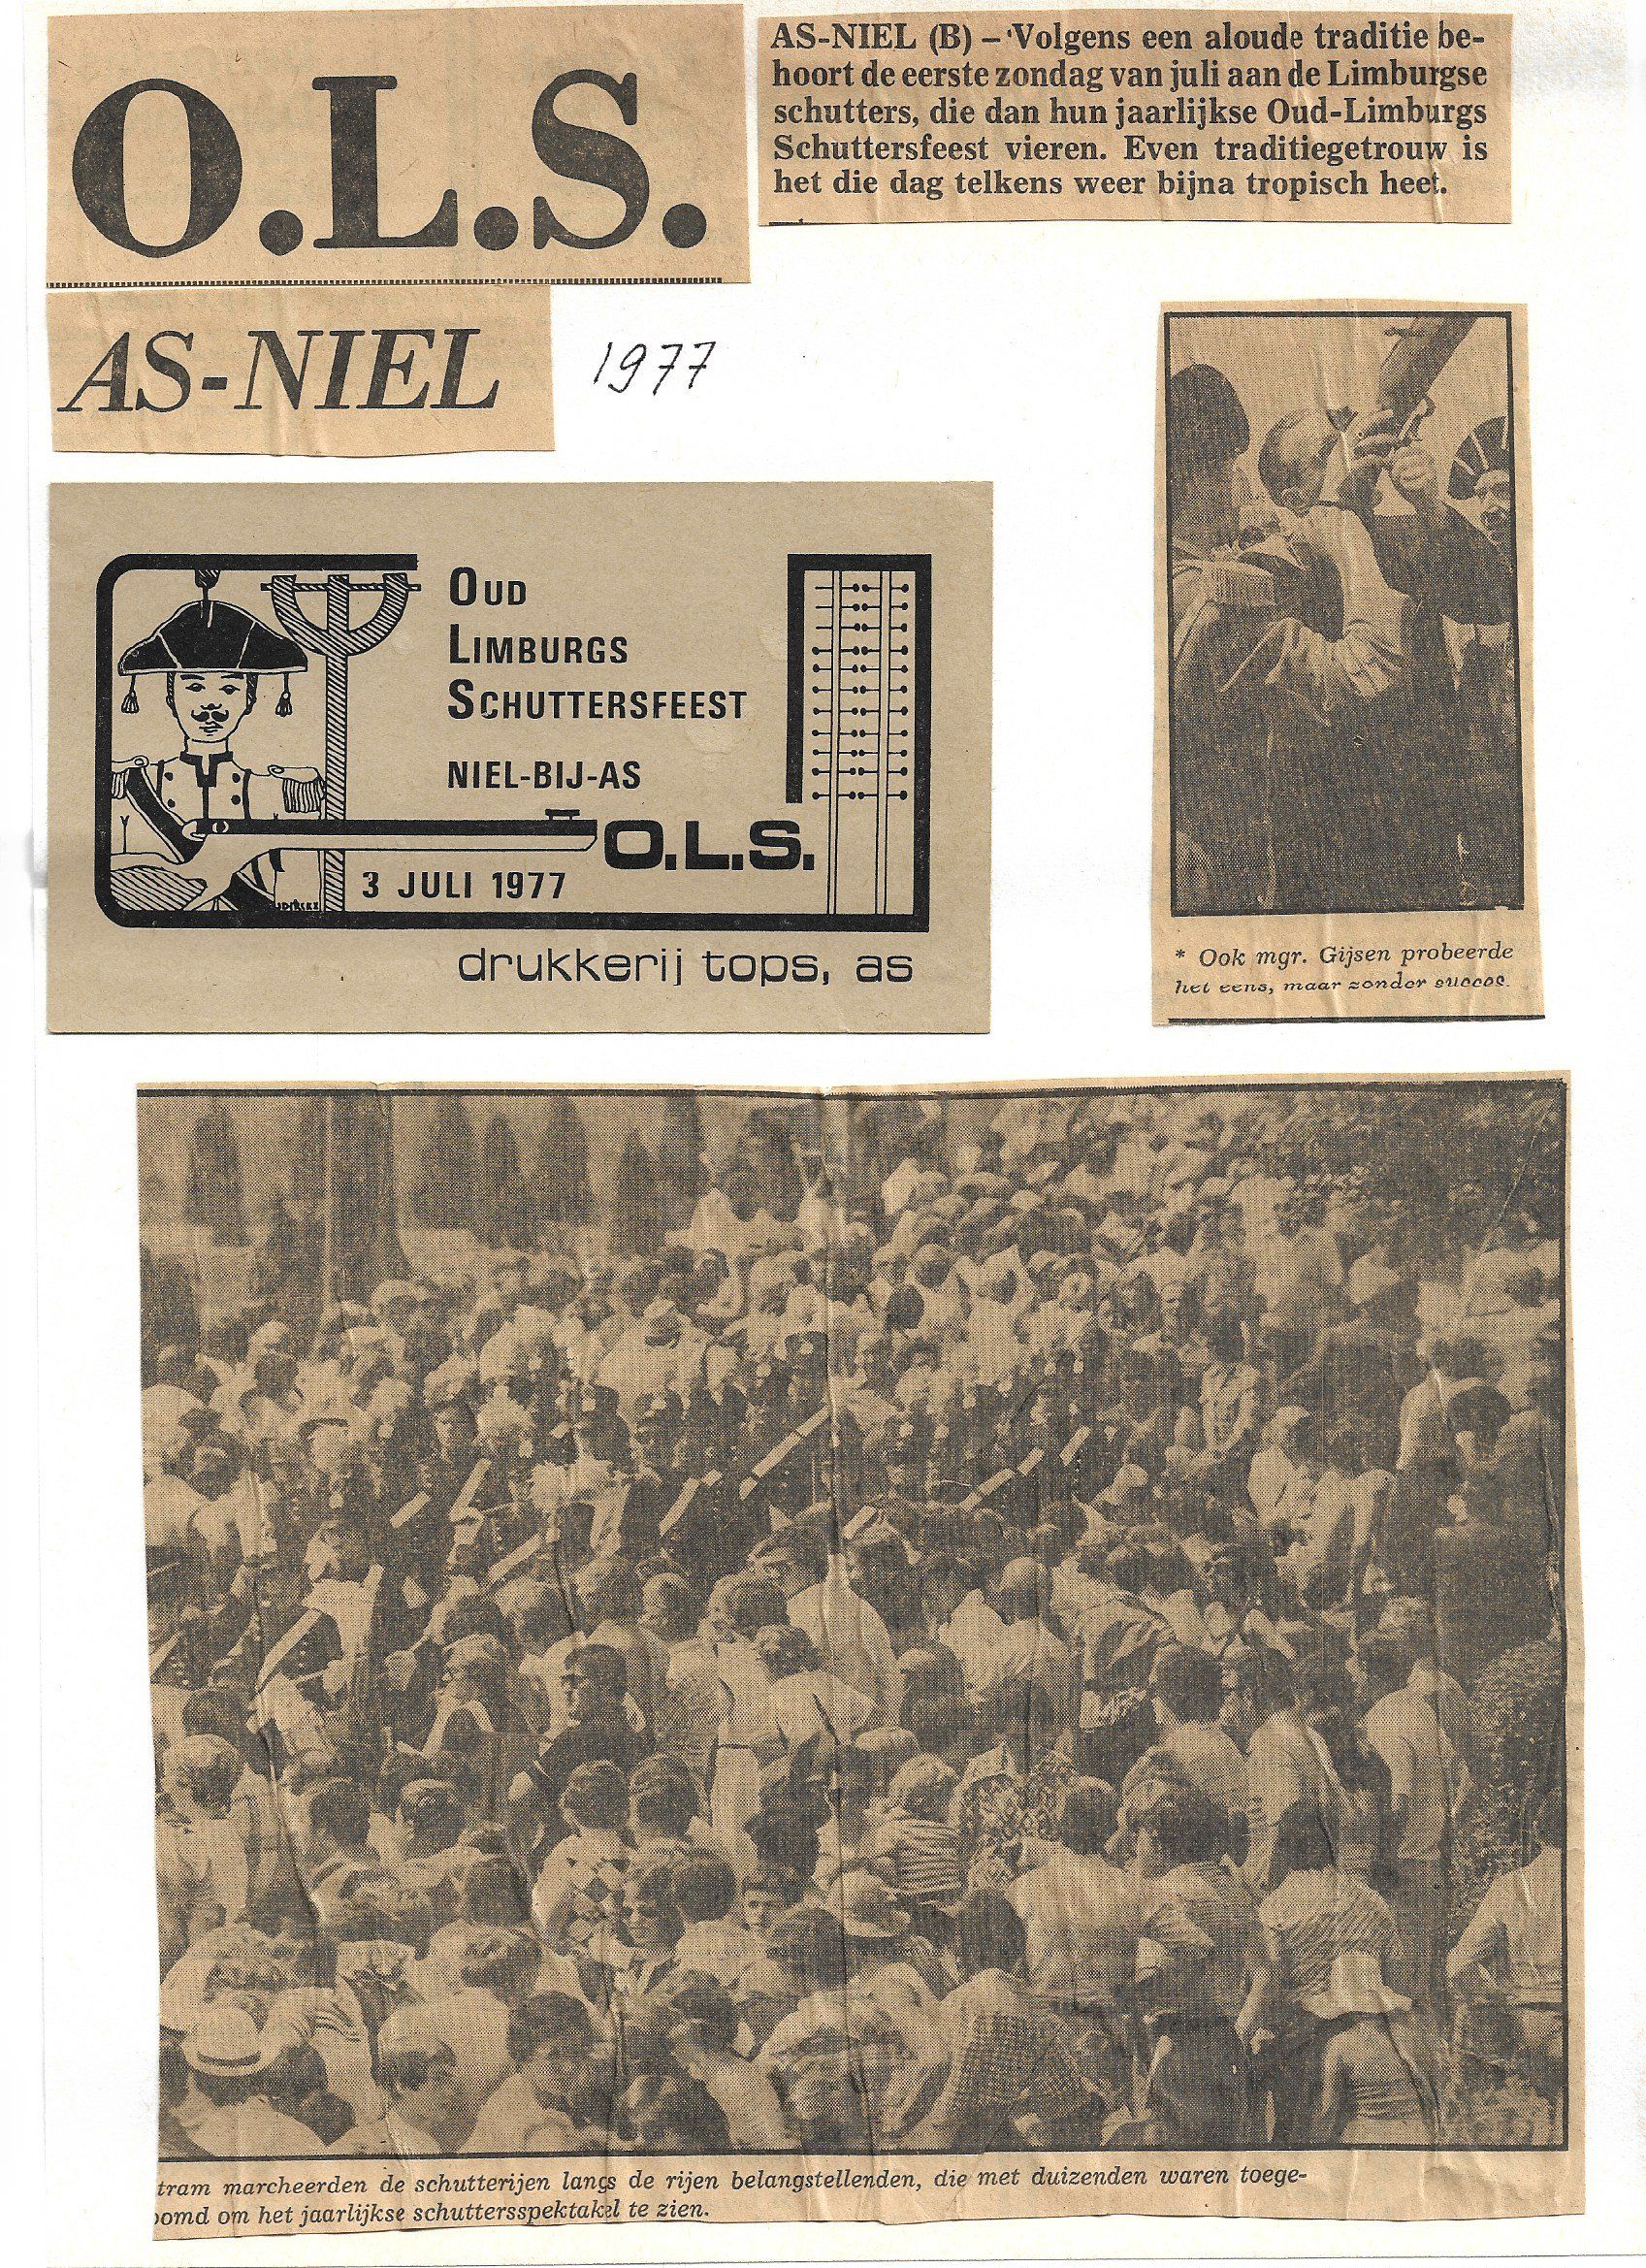 O.L.S.
AS-NIEL
1977
AS-NIEL (B) – Volgens een aloude traditie be-
hoort de eerste zondag van juli aan de Limburgse
schutters, die dan hun jaarlijkse Oud-Limburgs
Schuttersfeest vieren. Even traditiegetrouw is
het die dag telkens weer bijna tropisch heet.
OUD
LIMBURGS
SCHUTTERSFEEST
NIEL-BIJ-AS
O.L.S.
3 JULI 1977
drukkerij tops, as
* Ook mgr. Gijsen probeerde
het eens, maar zonder succes.
tram marcheerden de schutterijen langs de rijen belangstellenden, die met duizenden waren toege-
oomd om het jaarlijkse schuttersspektakel te zien.